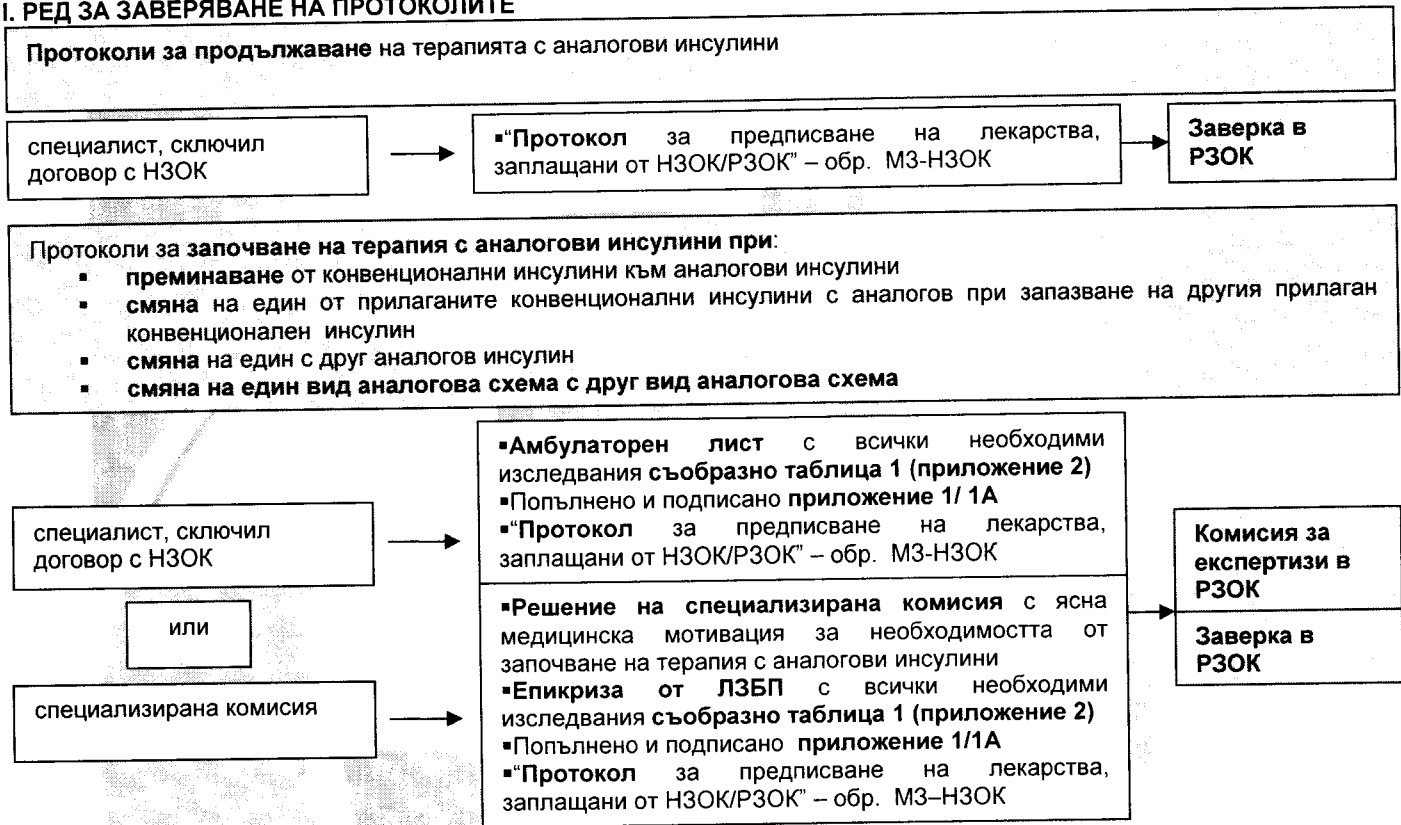 I. РЕД ЗА ЗАВЕРЯВАНЕ НА ПРОТОКОЛИТЕ
Протоколи за продължаване на терапията с аналогови инсулини
специалист, сключил
договор с НЗОК
▪“Протокол за предписване на лекарства,
заплащани от НЗОК/РЗОК” – обр. МЗ-НЗОК
Заверка в
РЗОК
Протоколи за започване на терапия с аналогови инсулини при:
▪ преминаване от конвенционални инсулини към аналогови инсулини
▪ смяна на един от прилаганите конвенционални инсулини с аналогов при запазване на другия прилаган
конвенционален инсулин
▪ смяна на един с друг аналогов инсулин
▪ смяна на един вид аналогова схема с друг вид аналогова схема
специалист, сключил
договор с НЗОК
или
специализирана комисия
▪Амбулаторен лист с всички необходими
изследвания съобразно таблица 1 (приложение 2)
▪Попълнено и подписано приложение 1/ 1А
▪“Протокол за предписване на лекарства,
заплащани от НЗОК/РЗОК” – обр. МЗ-НЗОК
▪Решение на специализирана комисия с ясна
медицинска мотивация за необходимостта от
започване на терапия с аналогови инсулини
▪Епикриза от ЛЗБП с всички необходими
изследвания съобразно таблица 1 (приложение 2)
▪Попълнено и подписано приложение 1/1А
▪“Протокол за предписване на лекарства,
заплащани от НЗОК/РЗОК” – обр. МЗ–НЗОК
Комисия за
експертизи в
РЗОК
Заверка в
РЗОК